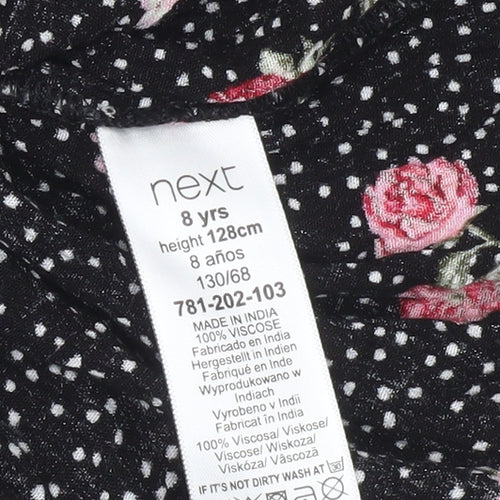 next
8 yrs
height 128cm
8 años
130/68
781-202-103
MADE IN INDIA
100% VISCOSE
Fabricado en India
Hergestellt in Indien
Fabriqué en Inde
Wyprodukowano w
Indiach
Vyrobeno v Indii
Fabricat în India
100% Viscosa/ Viskose/
Viscose/ Wiskoza/
Viskóza/ Vâscoză
IF IT'S NOT DIRTY WASH AT 30